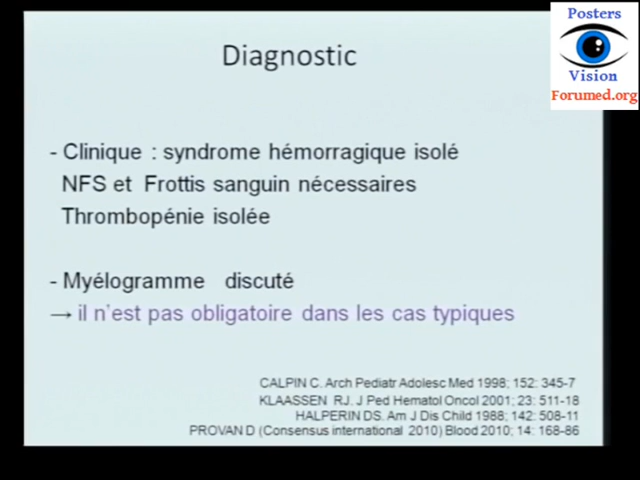 Posters
Vision
Forumed.org
Diagnostic
- Clinique : syndrome hémorragique isolé
NFS et Frottis sanguin nécessaires
Thrombopénie isolée
- Myélogramme discuté
→ il n'est pas obligatoire dans les cas typiques
CALPIN C. Arch Pediatr Adolesc Med 1998; 152: 345-7
KLAASSEN RJ. J Ped Hematol Oncol 2001; 23: 511-18
HALPERIN DS. Am J Dis Child 1988; 142: 508-11
PROVAN D (Consensus international 2010) Blood 2010; 14: 168-86